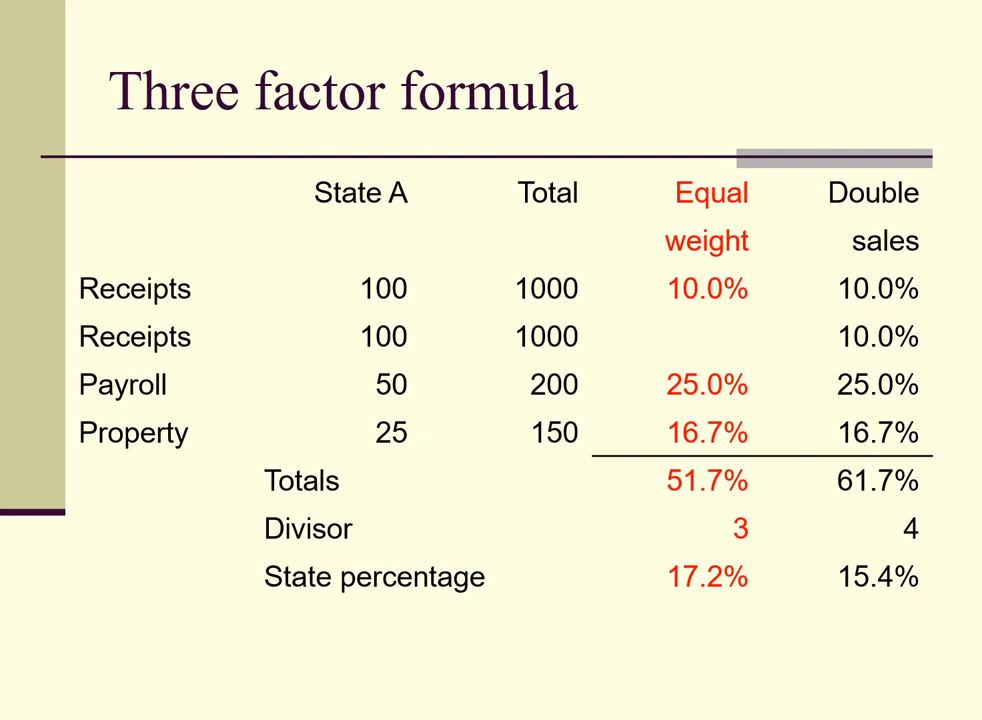 Three factor formula
State A Total Equal Double
weight sales
Receipts 100 1000 10.0% 10.0%
Receipts 100 1000 10.0%
Payroll 50 200 25.0% 25.0%
Property 25 150 16.7% 16.7%
Totals 51.7% 61.7%
Divisor 3 4
State percentage 17.2% 15.4%